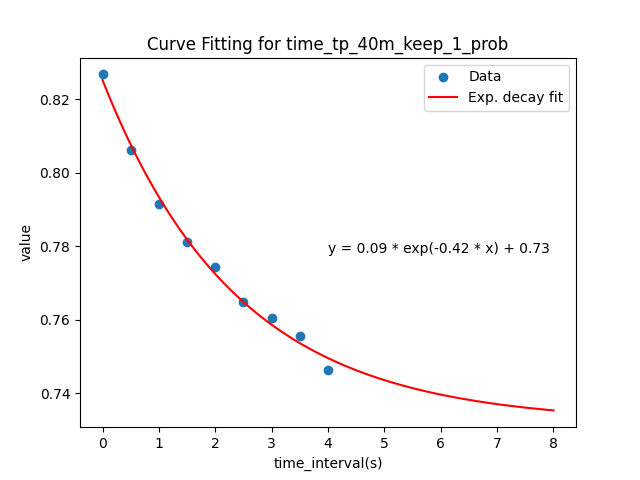 Curve Fitting for time_tp_40m_keep_1_prob
Data
Exp. decay fit
0.82
0.80
0.78
0.76
0.74
value
y = 0.09 * exp(-0.42 * x) + 0.73
0 1 2 3 4 5 6 7 8
time_interval(s)